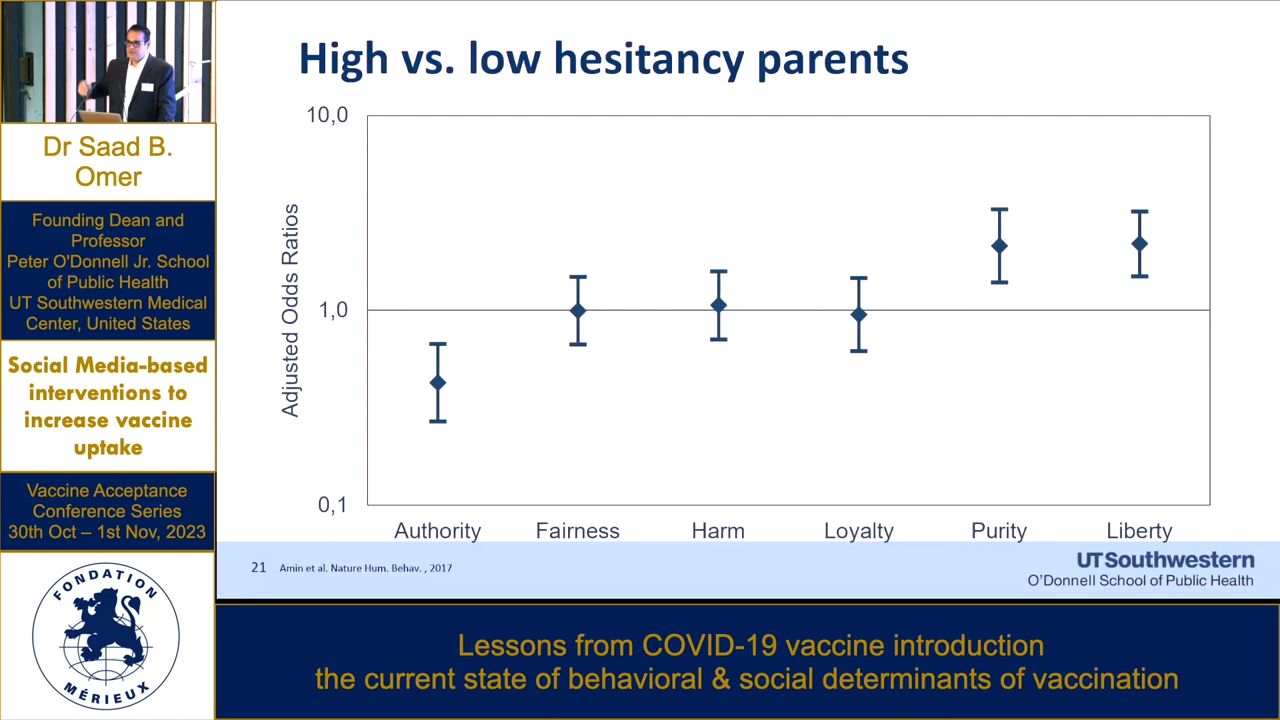 Dr Saad B.
Omer
Founding Dean and
Professor
Peter O'Donnell Jr. School
of Public Health
UT Southwestern Medical
Center, United States
Social Media-based
interventions to
increase vaccine
uptake
Vaccine Acceptance
Conference Series
30th Oct – 1st Nov, 2023
FONDATION
MÉRIEUX
High vs. low hesitancy parents
10,0
1,0
0,1
Adjusted Odds Ratios
Authority Fairness Harm Loyalty Purity Liberty
21 Amin et al. Nature Hum. Behav. , 2017
UTSouthwestern
O'Donnell School of Public Health
Lessons from COVID-19 vaccine introduction
the current state of behavioral & social determinants of vaccination